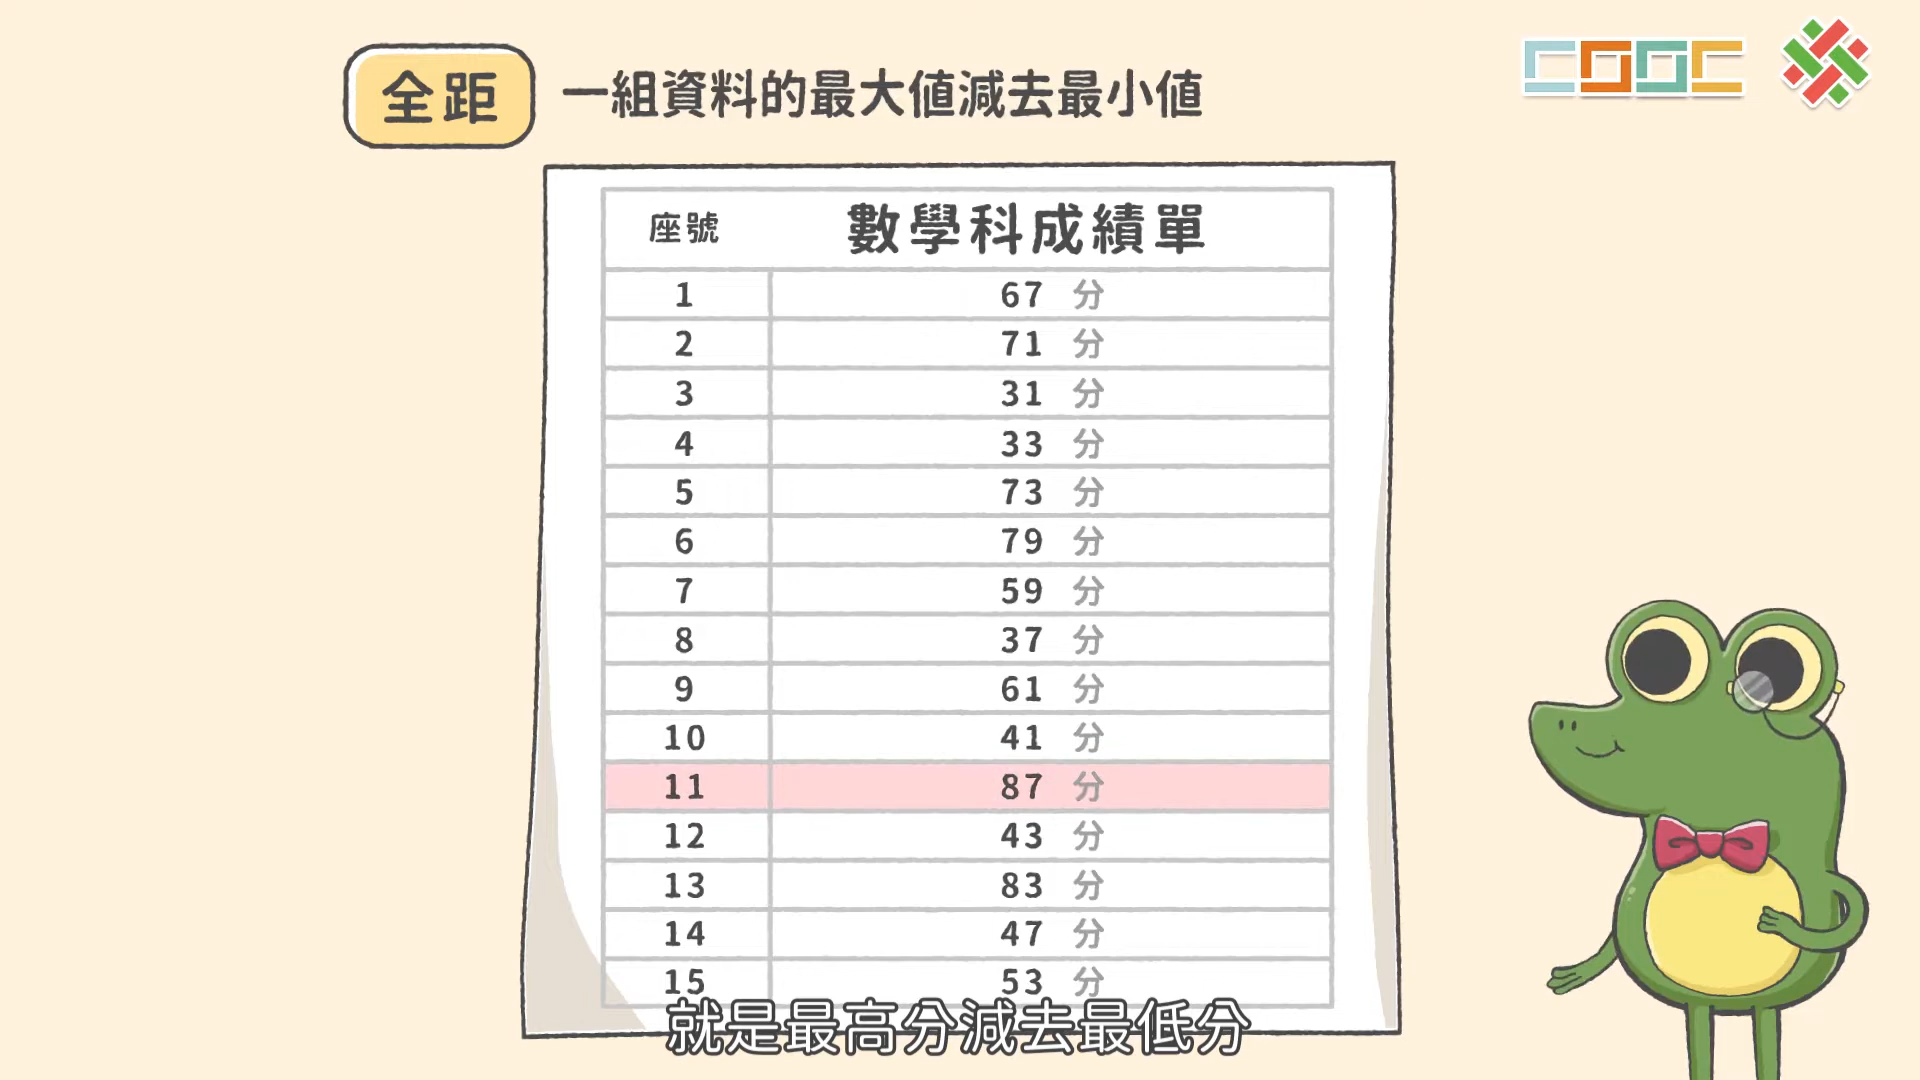 全距 一組資料的最大值減去最小值
COOC
座號 數學科成績單
1 67 分
2 71 分
3 31 分
4 33 分
5 73 分
6 79 分
7 59 分
8 37 分
9 61 分
10 41 分
11 87 分
12 43 分
13 83 分
14 47 分
15 53 分
就是最高分減去最低分